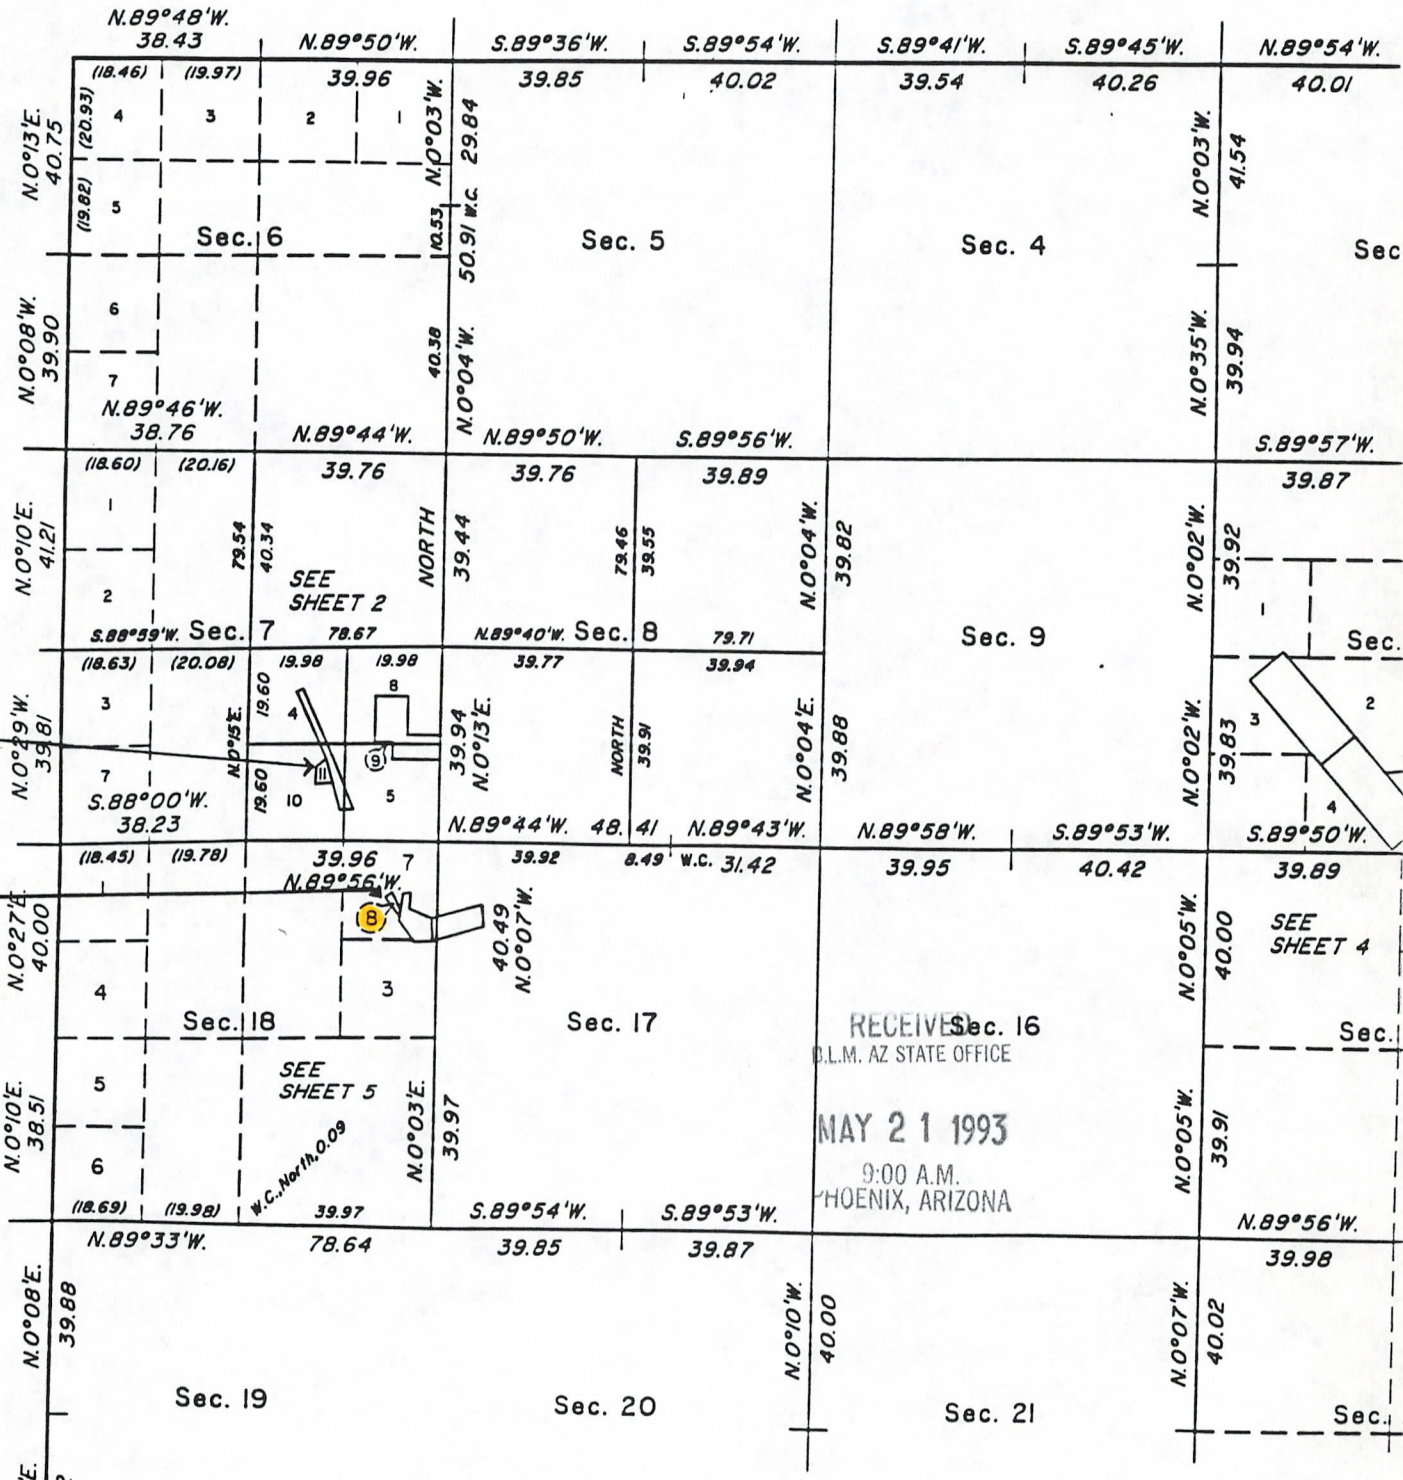 N.89°48'W.
38.43
N.89°50'W.
39.96
S.89°36'W.
39.85
S.89°54'W.
40.02
S.89°41'W.
39.54
S.89°45'W.
40.26
N.89°54'W.
40.01
(18.46)
(19.97)
(20.93)
4
3
2
1
N.0°13'E.
40.75
(19.82)
5
Sec. 6
N.0°03'W.
29.84
10.53
50.91 W.C.
Sec. 5
Sec. 4
N.0°03'W.
41.54
Sec
6
7
N.0°08'W.
39.90
40.38
N.0°04'W.
N.0°35'W.
39.94
N.89°46'W.
38.76
N.89°44'W.
39.76
N.89°50'W.
39.76
S.89°56'W.
39.89
S.89°57'W.
39.87
(18.60)
(20.16)
1
2
N.0°10'E.
41.21
79.54
40.34
SEE
SHEET 2
NORTH
39.44
79.46
39.55
N.0°04'W.
39.82
N.0°02'W.
39.92
S.88°59'W.
Sec. 7
78.67
N.89°40'W.
Sec. 8
79.71
Sec. 9
1
Sec.
(18.63)
(20.08)
19.98
19.98
39.77
39.94
3
7
N.0°29'W.
39.81
N.0°15'E.
19.60
19.60
4
8
9
11
10
5
39.94
N.0°13'E.
NORTH
39.91
N.0°04'E.
39.88
N.0°02'W.
39.83
3
2
4
S.88°00'W.
38.23
N.89°44'W.
48.41
N.89°43'W.
N.89°58'W.
S.89°53'W.
S.89°50'W.
(18.45)
(19.78)
39.96
7
39.92
8.49 W.C. 31.42
39.95
40.42
39.89
N.89°56'W.
1
8
4
3
N.0°27'E.
40.00
40.49
N.0°07'W.
N.0°05'W.
40.00
SEE
SHEET 4
Sec. 18
Sec. 17
Sec. 16
Sec.
RECEIVED
B.L.M. AZ STATE OFFICE
MAY 21 1993
9:00 A.M.
PHOENIX, ARIZONA
5
6
N.0°10'E.
38.51
SEE
SHEET 5
W.C., North, 0.09
N.0°03'E.
39.97
N.0°05'W.
39.91
(18.69)
(19.98)
39.97
S.89°54'W.
S.89°53'W.
N.89°56'W.
N.89°33'W.
78.64
39.85
39.87
39.98
N.0°08'E.
39.88
N.0°10'W.
40.00
N.0°07'W.
40.02
Sec. 19
Sec. 20
Sec. 21
Sec.